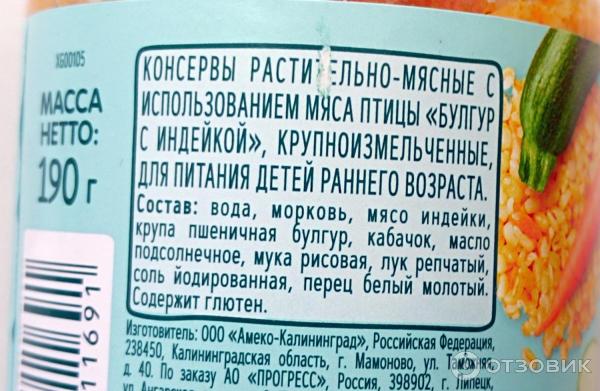 XG00105
МАССА
НЕТТО:
190 г
КОНСЕРВЫ РАСТИТЕЛЬНО-МЯСНЫЕ С
ИСПОЛЬЗОВАНИЕМ МЯСА ПТИЦЫ «БУЛГУР
С ИНДЕЙКОЙ», КРУПНОИЗМЕЛЬЧЕННЫЕ,
ДЛЯ ПИТАНИЯ ДЕТЕЙ РАННЕГО ВОЗРАСТА.
Состав: вода, морковь, мясо индейки,
крупа пшеничная булгур, кабачок, масло
подсолнечное, мука рисовая, лук репчатый,
соль йодированная, перец белый молотый.
Содержит глютен.
Изготовитель: ООО «Амеко-Калининград», Российская Федерация,
238450, Калининградская область, г. Мамоново, ул. Таможня,
д. 40. По заказу АО «ПРОГРЕСС», Россия, 398902, г. Липецк,
11691
ОТЗОВИК